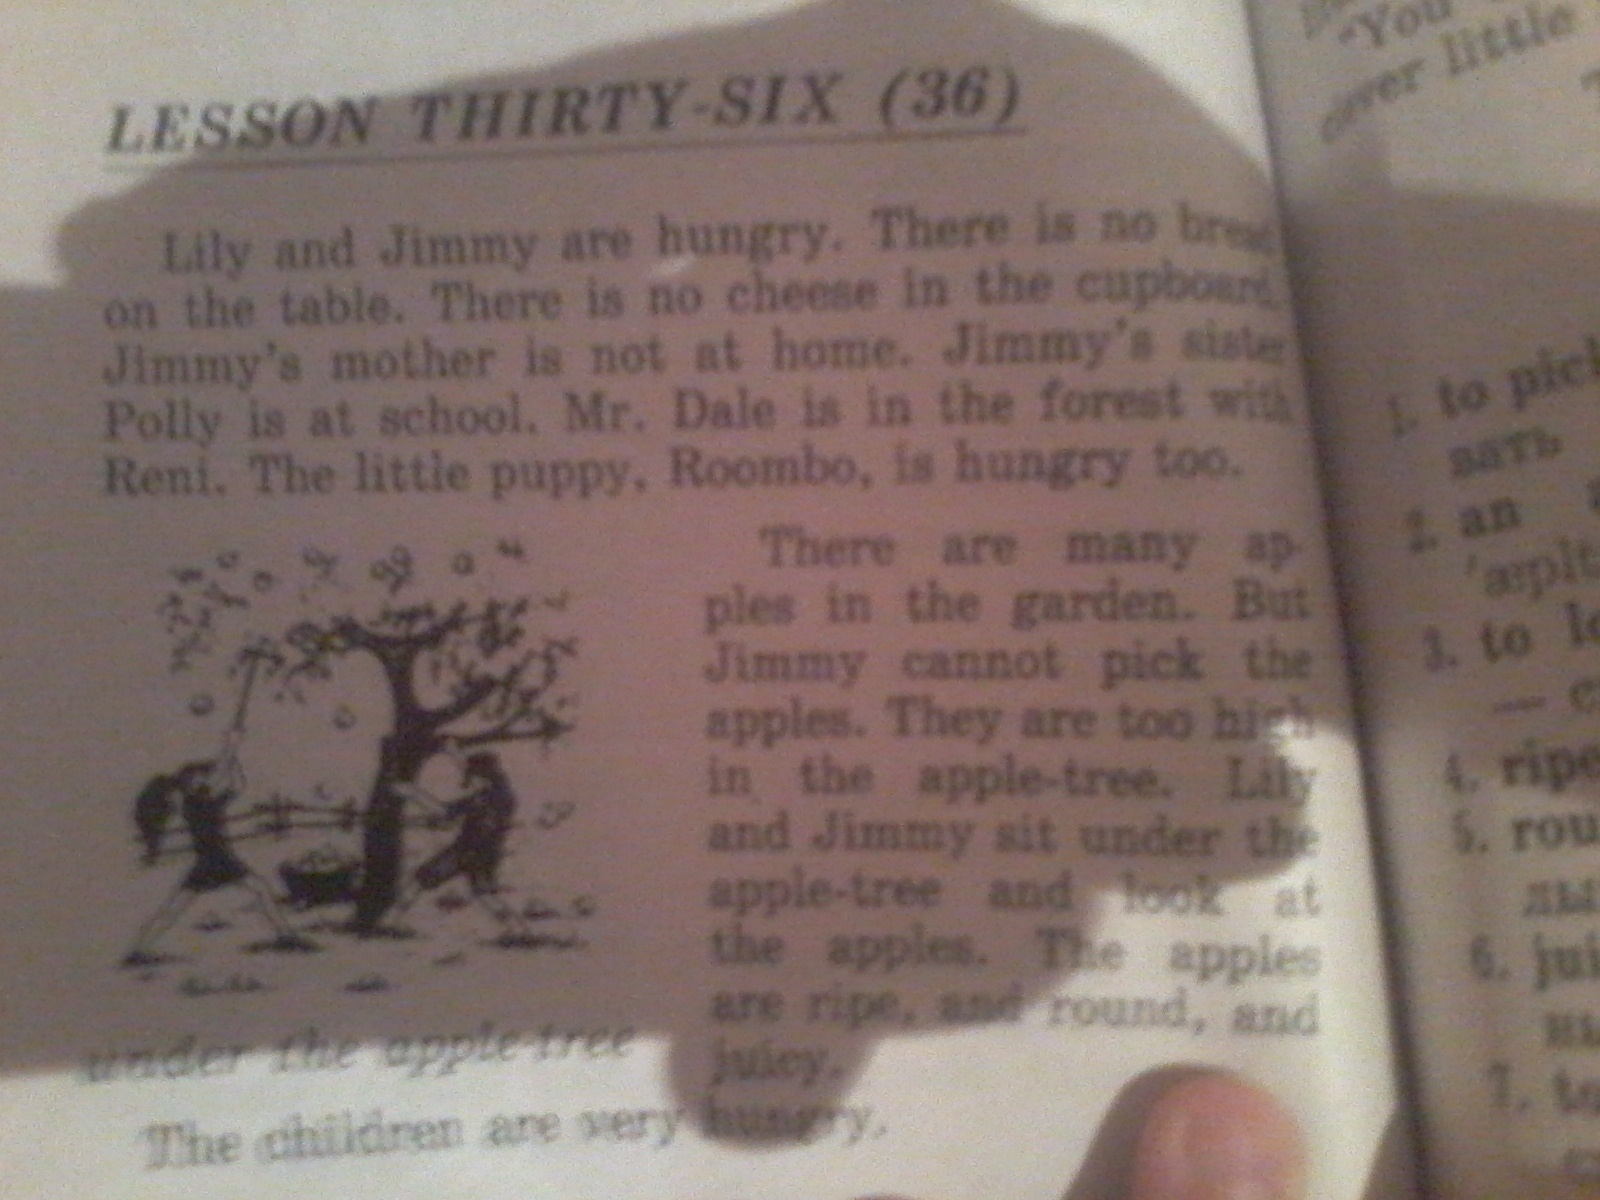 LESSON THIRTY-SIX (36)
Lily and Jimmy are hungry. There is no bread
on the table. There is no cheese in the cupboard.
Jimmy's mother is not at home. Jimmy's sister
Polly is at school. Mr. Dale is in the forest with
Reni. The little puppy, Roombo, is hungry too.
There are many ap-
ples in the garden. But
Jimmy cannot pick the
apples. They are too high
in the apple-tree. Lily
and Jimmy sit under the
apple-tree and look at
the apples. The apples
are ripe, and round, and
juicy.
under the apple-tree
The children are very hungry.
"You
over little
1. to pick
зать
2. an
3. to
4. ripe
5. rou
лы
6. jui
ны
7. to